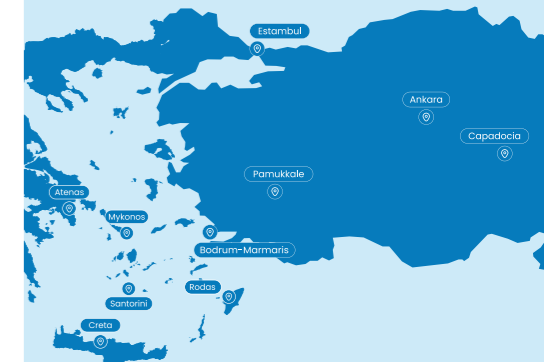 Estambul
Ankara
Capadocia
Pamukkale
Atenas
Mykonos
Bodrum-Marmaris
Rodas
Santorini
Creta